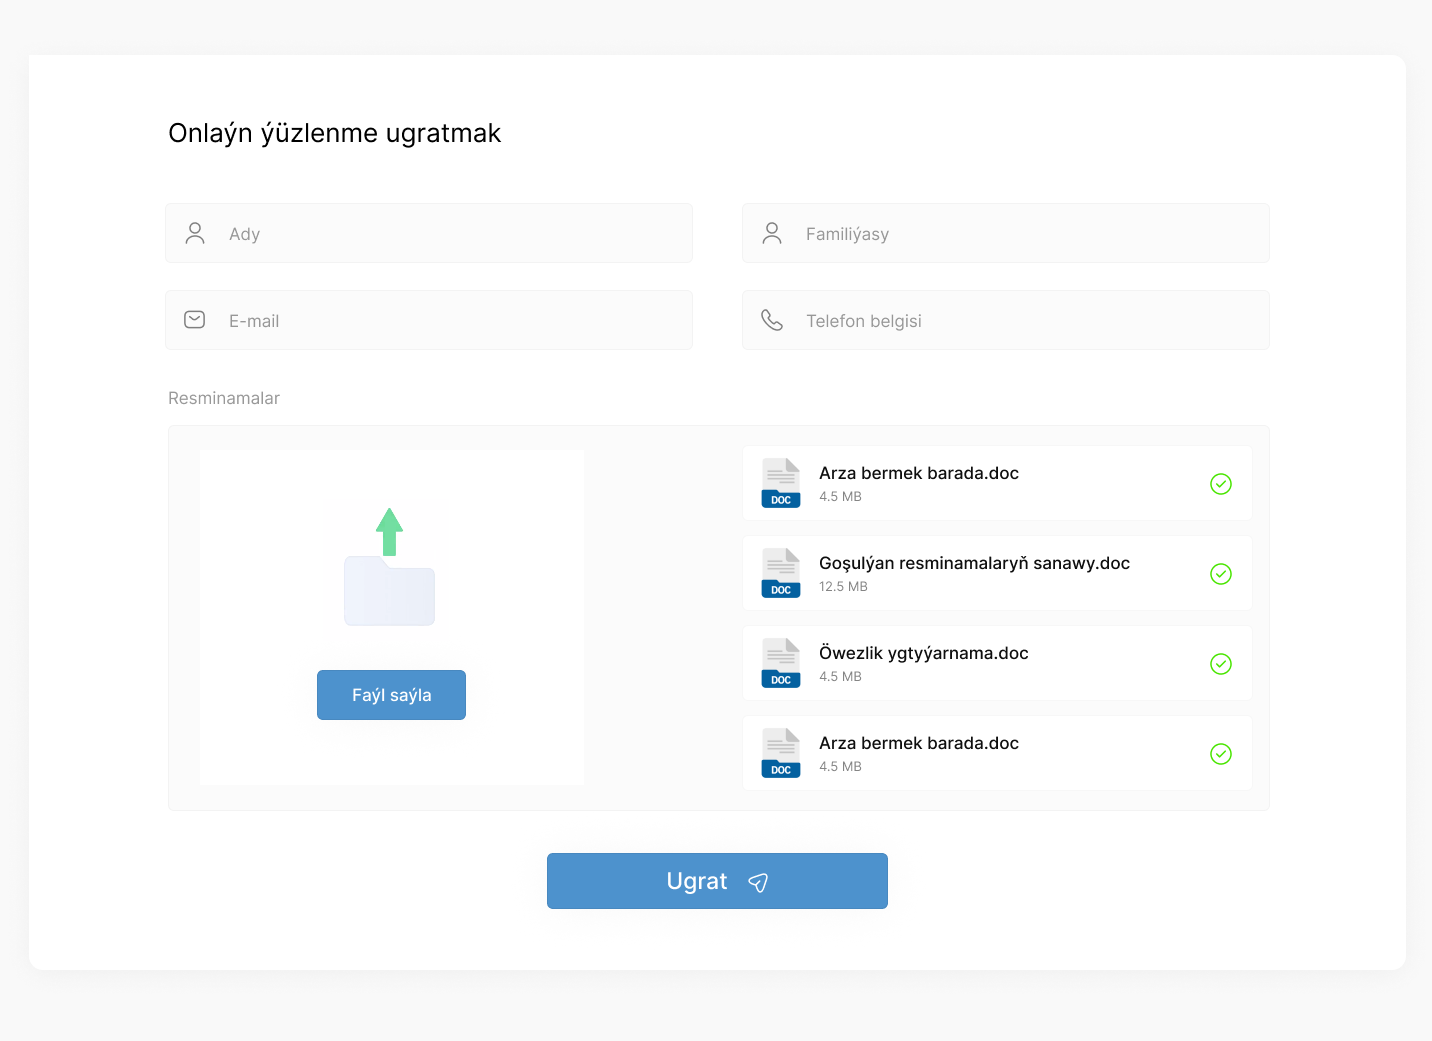 Onlaýn ýüzlenme ugratmak
Ady
Familiýasy
E-mail
Telefon belgisi
Resminamalar
Faýl saýla
DOC
Arza bermek barada.doc
4.5 MB
DOC
Goşulýan resminamalaryň sanawy.doc
12.5 MB
DOC
Öwezlik ygtyýarnama.doc
4.5 MB
DOC
Arza bermek barada.doc
4.5 MB
Ugrat